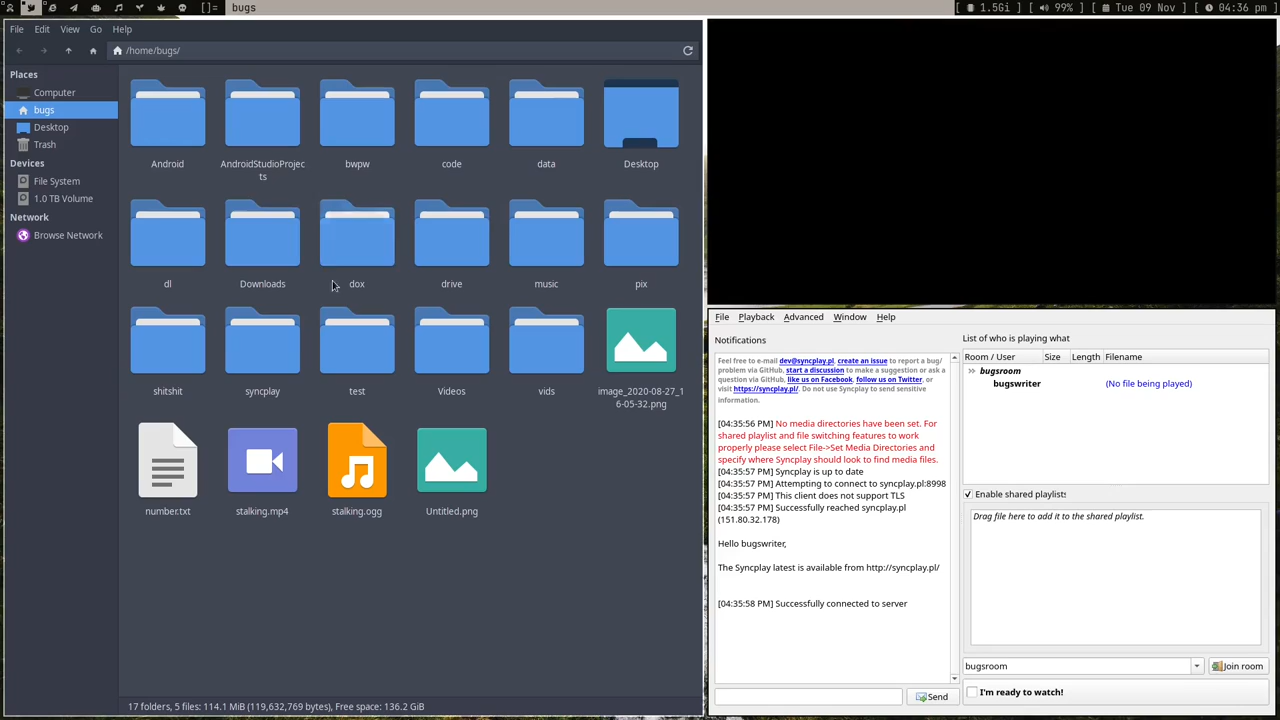 []= bugs
1.5Gi
99%
Tue 09 Nov
04:36 pm
File Edit View Go Help
/home/bugs/
Places
Computer
bugs
Desktop
Trash
Devices
File System
1.0 TB Volume
Network
Browse Network
Android
AndroidStudioProjec
ts
bwpw
code
data
Desktop
dl
Downloads
dox
drive
music
pix
shitshit
syncplay
test
Videos
vids
image_2020-08-27_1
6-05-32.png
number.txt
stalking.mp4
stalking.ogg
Untitled.png
17 folders, 5 files: 114.1 MiB (119,632,769 bytes), Free space: 136.2 GiB
File Playback Advanced Window Help
Notifications
Feel free to e-mail dev@syncplay.pl, create an issue to report a bug/
problem via GitHub, start a discussion to make a suggestion or ask a
question via GitHub, like us on Facebook, follow us on Twitter, or
visit https://syncplay.pl/. Do not use Syncplay to send sensitive
information.
[04:35:56 PM] No media directories have been set. For
shared playlist and file switching features to work
properly please select File->Set Media Directories and
specify where Syncplay should look to find media files.
[04:35:57 PM] Syncplay is up to date
[04:35:57 PM] Attempting to connect to syncplay.pl:8998
[04:35:57 PM] This client does not support TLS
[04:35:57 PM] Successfully reached syncplay.pl
(151.80.32.178)
Hello bugswriter,
The Syncplay latest is available from http://syncplay.pl/
[04:35:58 PM] Successfully connected to server
Send
List of who is playing what
Room / User Size Length Filename
bugsroom
bugswriter (No file being played)
Enable shared playlists
Drag file here to add it to the shared playlist.
bugsroom
Join room
I'm ready to watch!